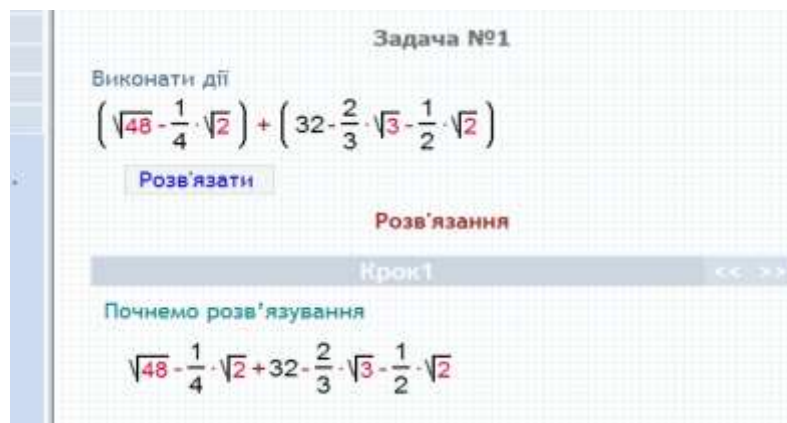 Задача №1
Виконати дії
(√48 - 1/4 · √2) + (32 - 2/3 · √3 - 1/2 · √2)
Розв'язати
Розв'язання
Крок1 << >>
Почнемо розв'язування
√48 - 1/4 · √2 + 32 - 2/3 · √3 - 1/2 · √2